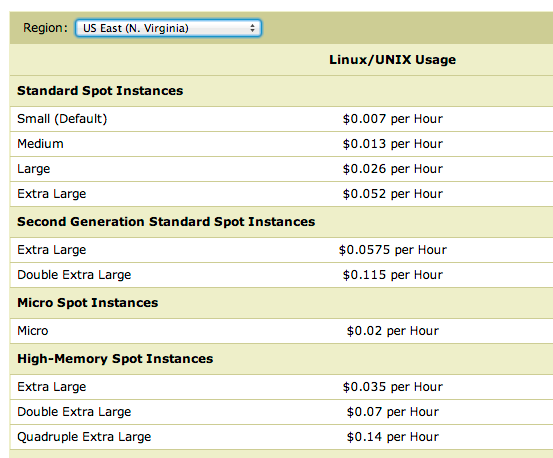 Region: US East (N. Virginia)
Linux/UNIX Usage
Standard Spot Instances
Small (Default) $0.007 per Hour
Medium $0.013 per Hour
Large $0.026 per Hour
Extra Large $0.052 per Hour
Second Generation Standard Spot Instances
Extra Large $0.0575 per Hour
Double Extra Large $0.115 per Hour
Micro Spot Instances
Micro $0.02 per Hour
High-Memory Spot Instances
Extra Large $0.035 per Hour
Double Extra Large $0.07 per Hour
Quadruple Extra Large $0.14 per Hour